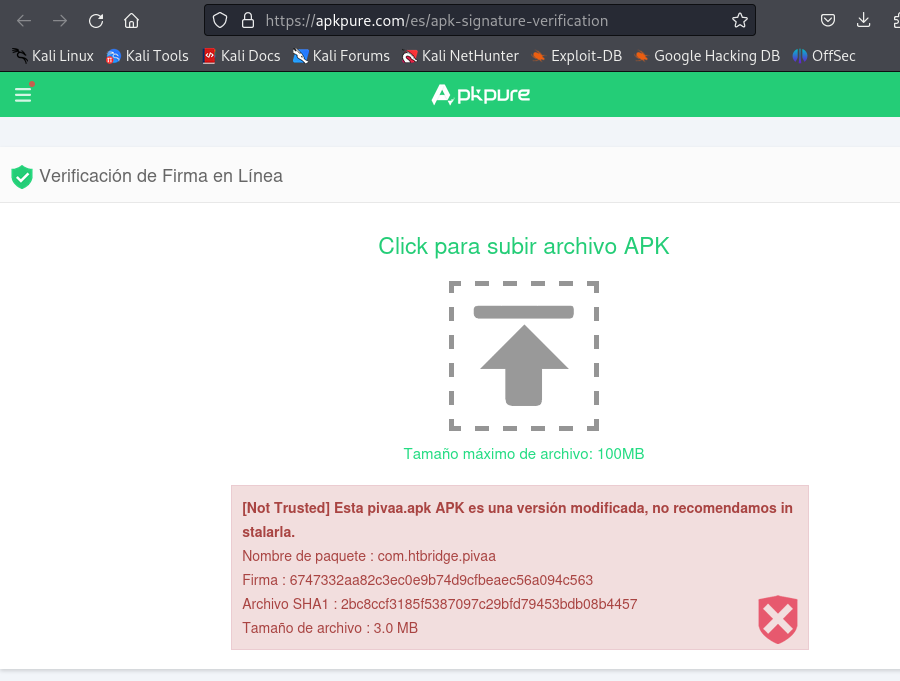 https://apkpure.com/es/apk-signature-verification
Kali Linux Kali Tools Kali Docs Kali Forums Kali NetHunter Exploit-DB Google Hacking DB OffSec
Apkpure
Verificación de Firma en Línea
Click para subir archivo APK
Tamaño máximo de archivo: 100MB
[Not Trusted] Esta pivaa.apk APK es una versión modificada, no recomendamos in
stalarla.
Nombre de paquete : com.htbridge.pivaa
Firma : 6747332aa82c3ec0e9b74d9cfbeaec56a094c563
Archivo SHA1 : 2bc8ccf3185f5387097c29bfd79453bdb08b4457
Tamaño de archivo : 3.0 MB